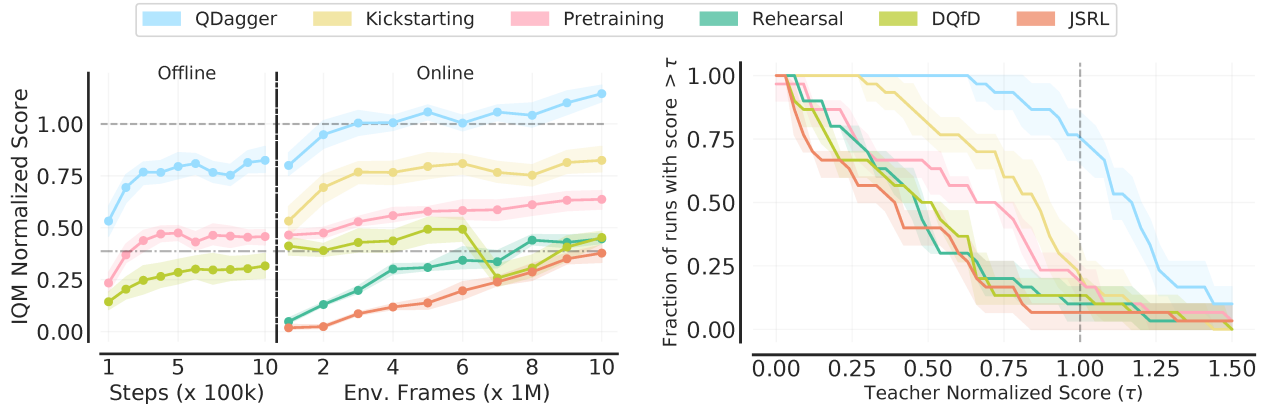 QDagger Kickstarting Pretraining Rehearsal DQfD JSRL
Offline Online
IQM Normalized Score
1.00
0.75
0.50
0.25
0.00
1 5 10 2 4 6 8 10
Steps (x 100k) Env. Frames (x 1M)
Fraction of runs with score > τ
1.00
0.75
0.50
0.25
0.00
0.00 0.25 0.50 0.75 1.00 1.25 1.50
Teacher Normalized Score (τ)